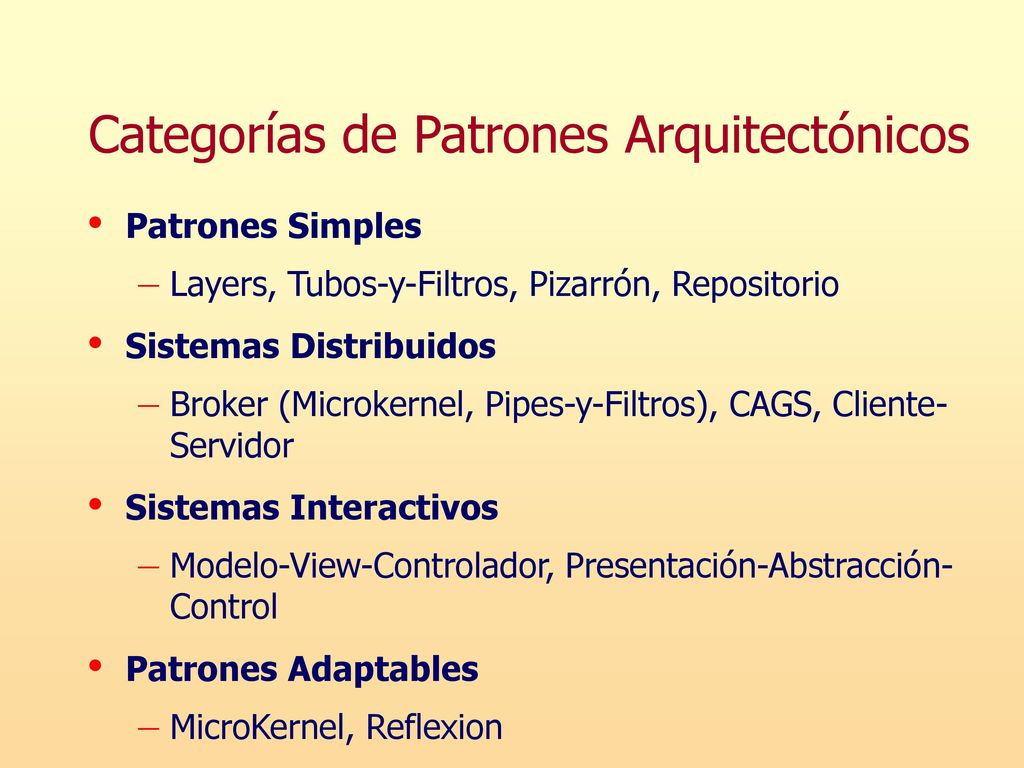 Categorías de Patrones Arquitectónicos
• Patrones Simples
– Layers, Tubos-y-Filtros, Pizarrón, Repositorio
• Sistemas Distribuidos
– Broker (Microkernel, Pipes-y-Filtros), CAGS, Cliente-
Servidor
• Sistemas Interactivos
– Modelo-View-Controlador, Presentación-Abstracción-
Control
• Patrones Adaptables
– MicroKernel, Reflexion